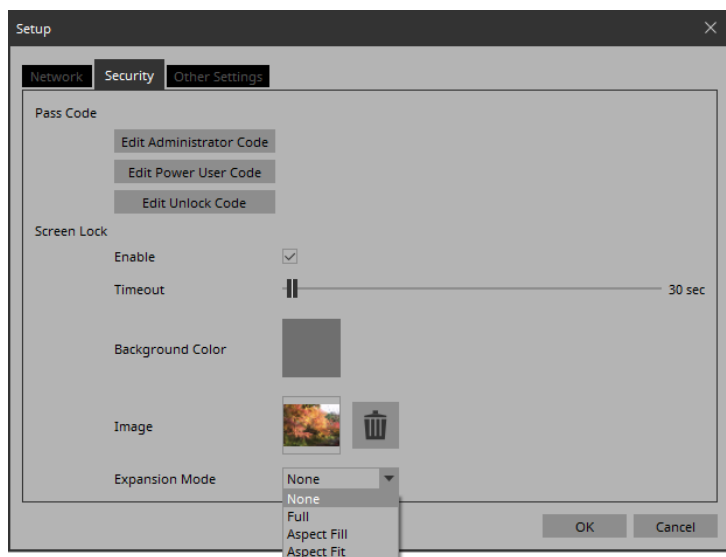 Setup
Network Security Other Settings
Pass Code
Edit Administrator Code
Edit Power User Code
Edit Unlock Code
Screen Lock
Enable
Timeout 30 sec
Background Color
Image
Expansion Mode None
None
Full
Aspect Fill
Aspect Fit
OK Cancel